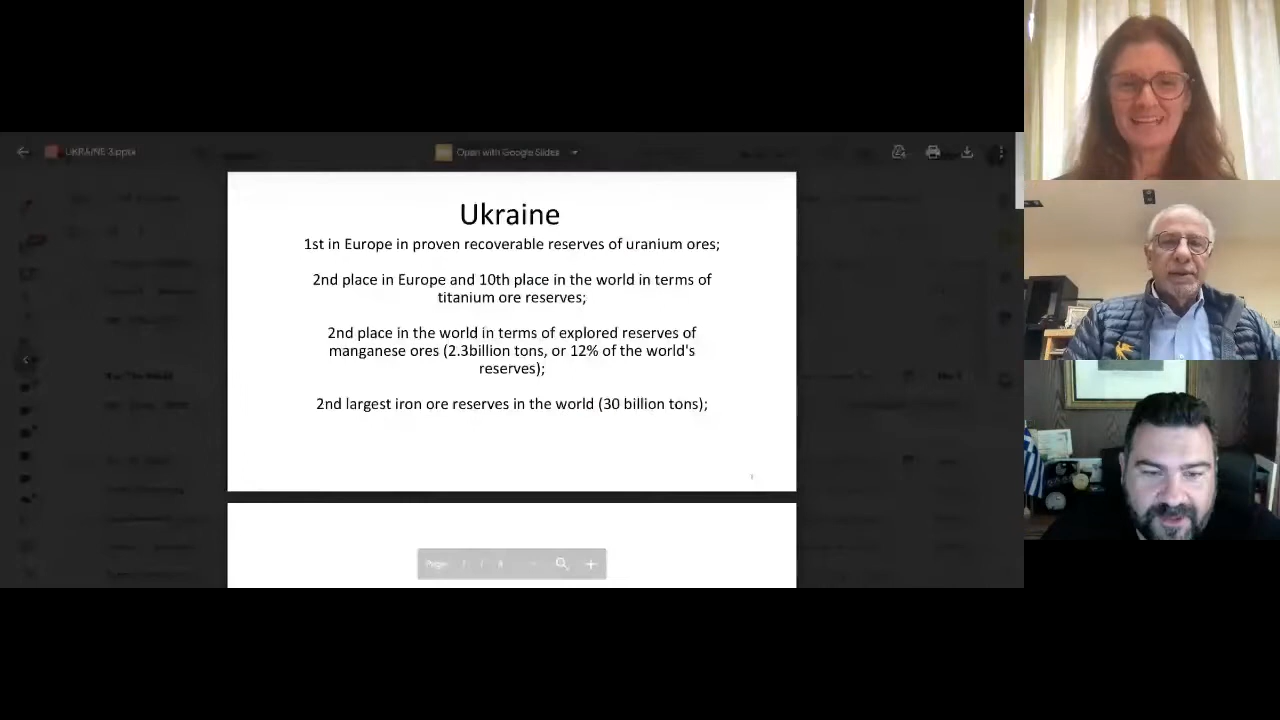 Open with Google Slides
Ukraine
1st in Europe in proven recoverable reserves of uranium ores;
2nd place in Europe and 10th place in the world in terms of
titanium ore reserves;
2nd place in the world in terms of explored reserves of
manganese ores (2.3billion tons, or 12% of the world's
reserves);
2nd largest iron ore reserves in the world (30 billion tons);
Page